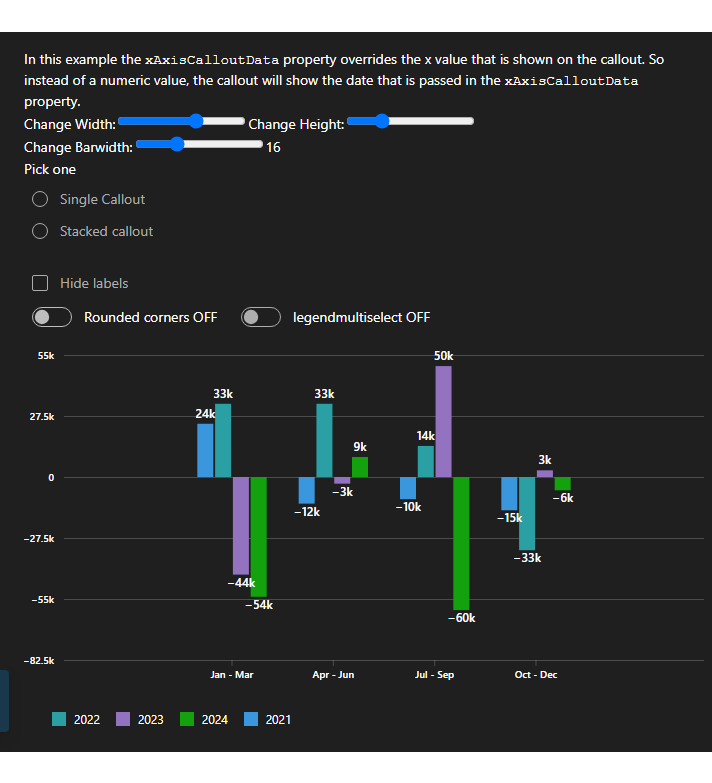 In this example the xAxisCalloutData property overrides the x value that is shown on the callout. So
instead of a numeric value, the callout will show the date that is passed in the xAxisCalloutData
property.
Change Width: Change Height:
Change Barwidth: 16
Pick one
Single Callout
Stacked callout
Hide labels
Rounded corners OFF legendmultiselect OFF
55k
27.5k
0
−27.5k
−55k
−82.5k
24k
33k
−44k
−54k
−12k
33k
−3k
9k
−10k
14k
50k
−60k
−15k
−33k
3k
−6k
Jan - Mar Apr - Jun Jul - Sep Oct - Dec
2022 2023 2024 2021